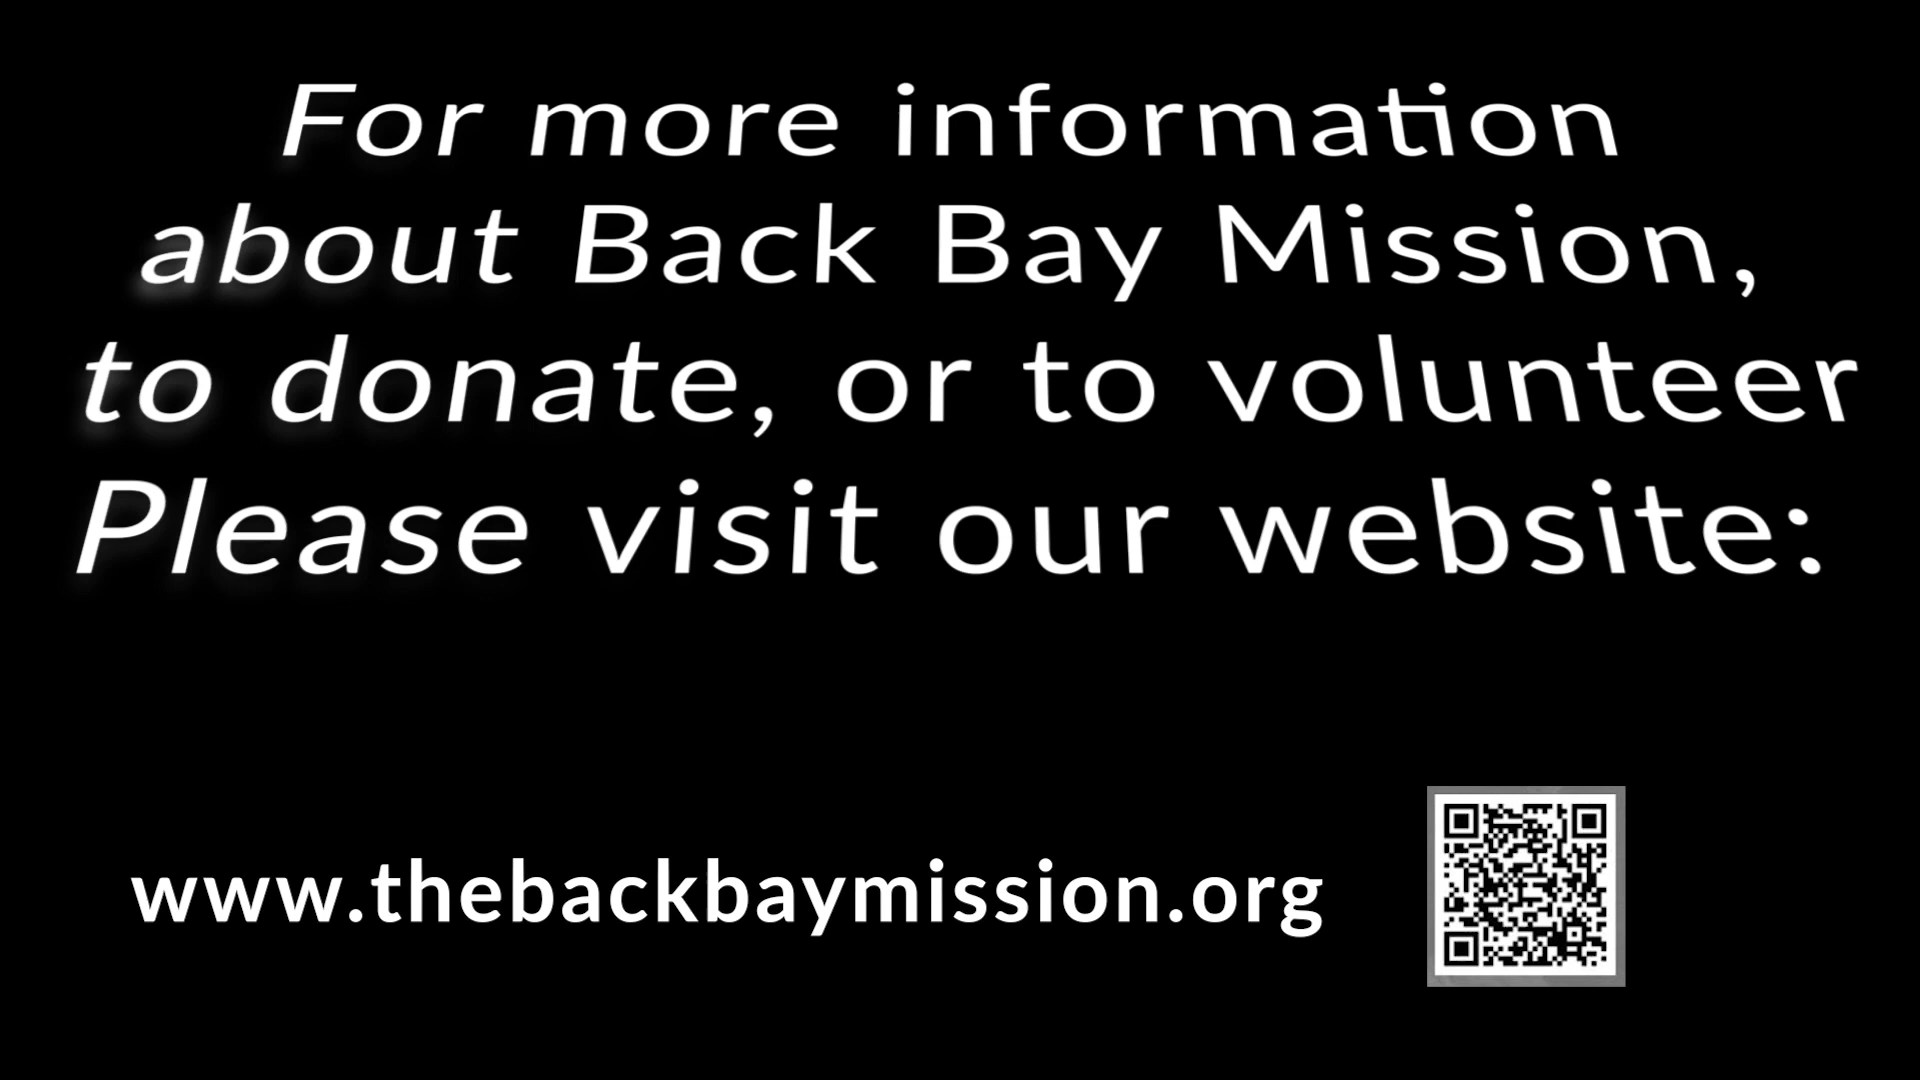 For more information
about Back Bay Mission,
to donate, or to volunteer
Please visit our website:
www.thebackbaymission.org